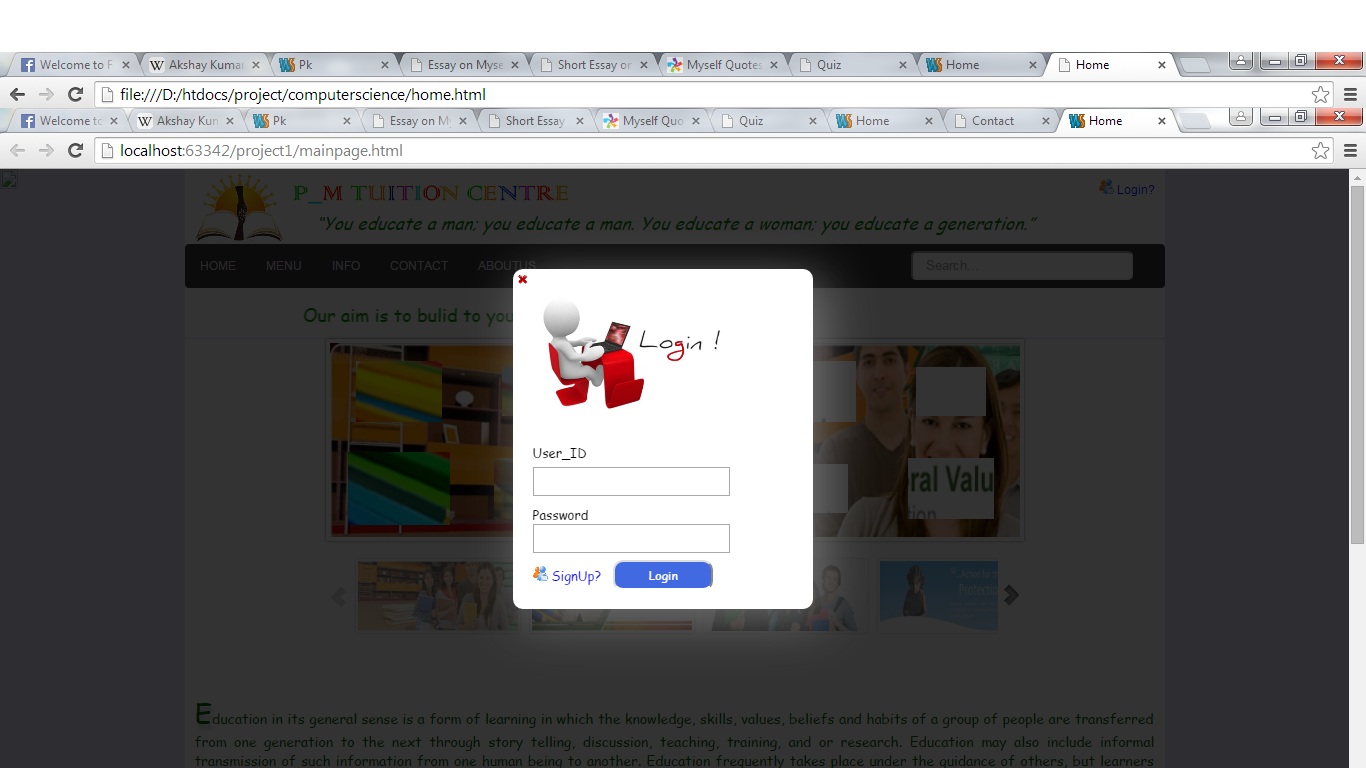 Welcome to F Akshay Kumar Pk Essay on Myse Short Essay on Myself Quotes Quiz Home Home
file:///D:/htdocs/project/computerscience/home.html
Welcome to Akshay Kum Pk Essay on M Short Essay Myself Quo Quiz Home Contact Home
localhost:63342/project1/mainpage.html
P_M TUITION CENTRE
Login?
"You educate a man; you educate a man. You educate a woman; you educate a generation."
HOME MENU INFO CONTACT ABOUTUS
Search...
Our aim is to bulid to you
Login !
User_ID
Password
SignUp? Login
ral Valu
tion
Protectio
Education in its general sense is a form of learning in which the knowledge, skills, values, beliefs and habits of a group of people are transferred
from one generation to the next through story telling, discussion, teaching, training, and or research. Education may also include informal
transmission of such information from one human being to another. Education frequently takes place under the guidance of others, but learners